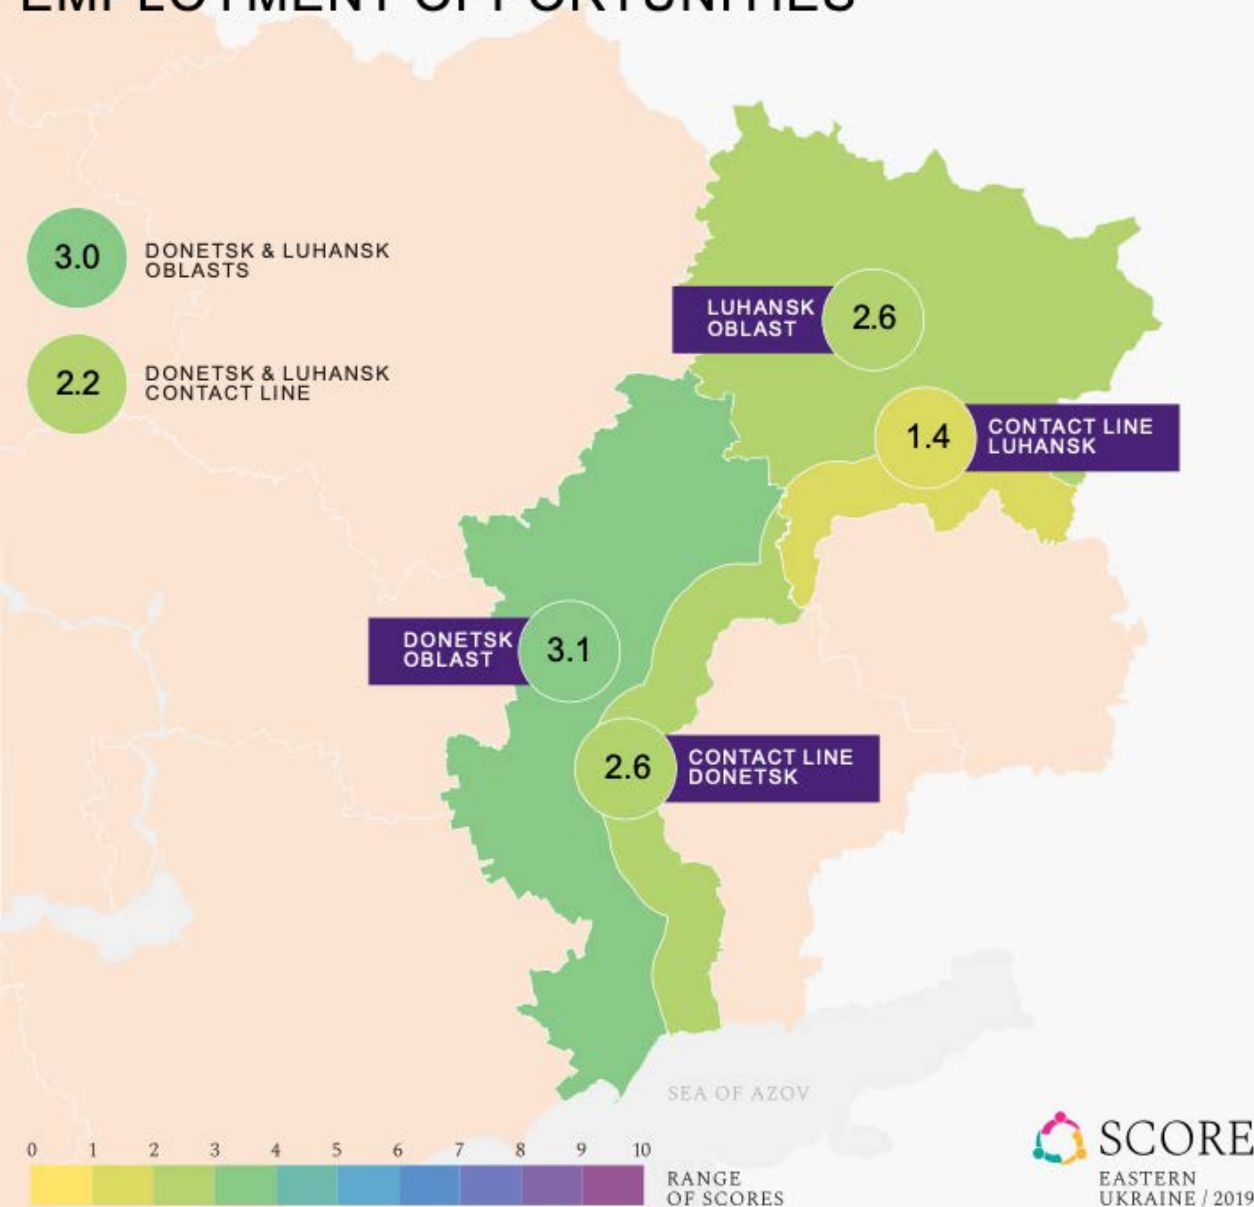 EMPLOYMENT OPPORTUNITIES
3.0
DONETSK & LUHANSK
OBLASTS
2.2
DONETSK & LUHANSK
CONTACT LINE
LUHANSK
OBLAST
2.6
1.4
CONTACT LINE
LUHANSK
DONETSK
OBLAST
3.1
2.6
CONTACT LINE
DONETSK
SEA OF AZOV
0 1 2 3 4 5 6 7 8 9 10
RANGE
OF SCORES
SCORE
EASTERN
UKRAINE / 2019